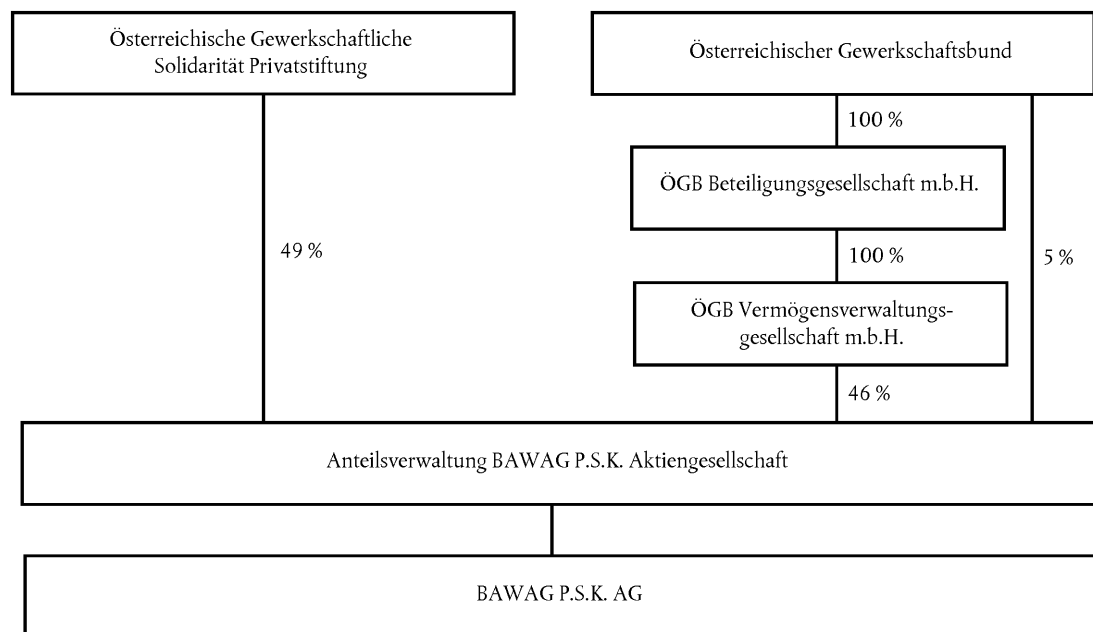 Österreichische Gewerkschaftliche
Solidarität Privatstiftung
Österreichischer Gewerkschaftsbund
100 %
ÖGB Beteiligungsgesellschaft m.b.H.
49 %
100 %
5 %
ÖGB Vermögensverwaltungs-
gesellschaft m.b.H.
46 %
Anteilsverwaltung BAWAG P.S.K. Aktiengesellschaft
BAWAG P.S.K. AG